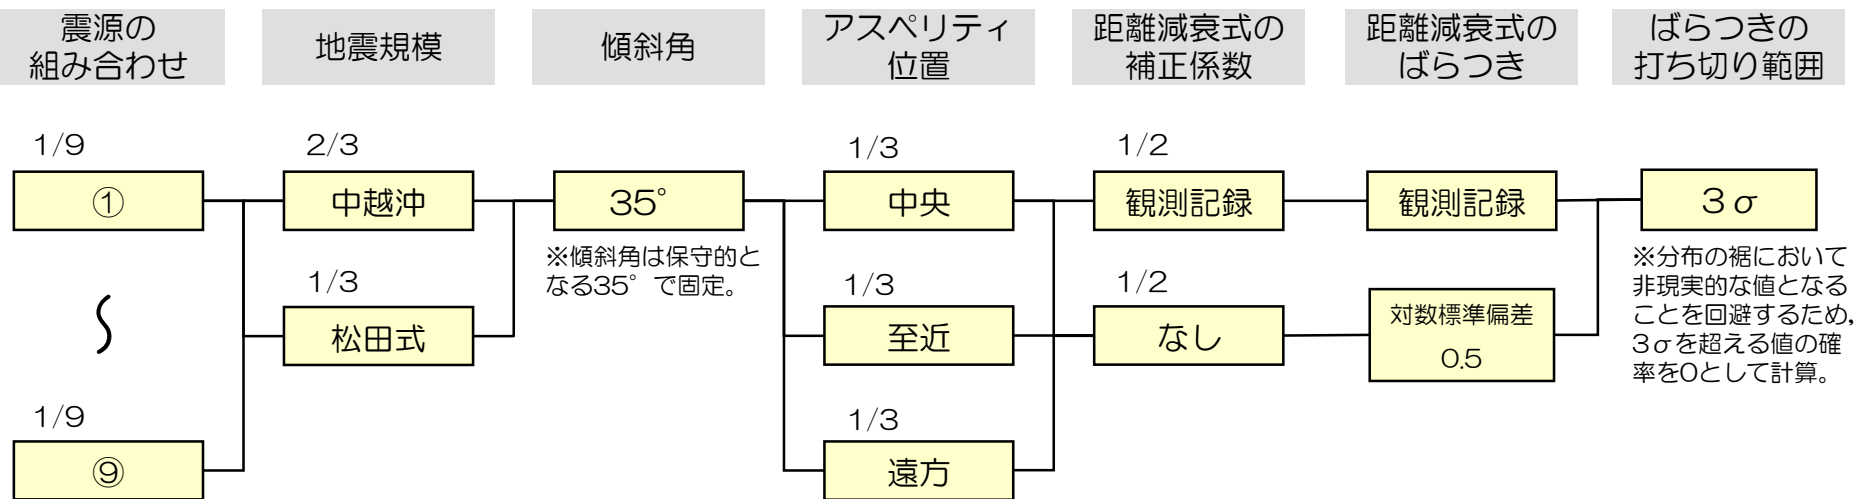 震源の
組み合わせ
地震規模
傾斜角
アスペリティ
位置
距離減衰式の
補正係数
距離減衰式の
ばらつき
ばらつきの
打ち切り範囲
1/9
①
〜
1/9
⑨
2/3
中越沖
1/3
松田式
35°
※傾斜角は保守的と
なる35°で固定。
1/3
中央
1/3
至近
1/3
遠方
1/2
観測記録
1/2
なし
観測記録
対数標準偏差
0.5
3σ
※分布の裾において
非現実的な値となる
ことを回避するため,
3σを超える値の確
率を0として計算。